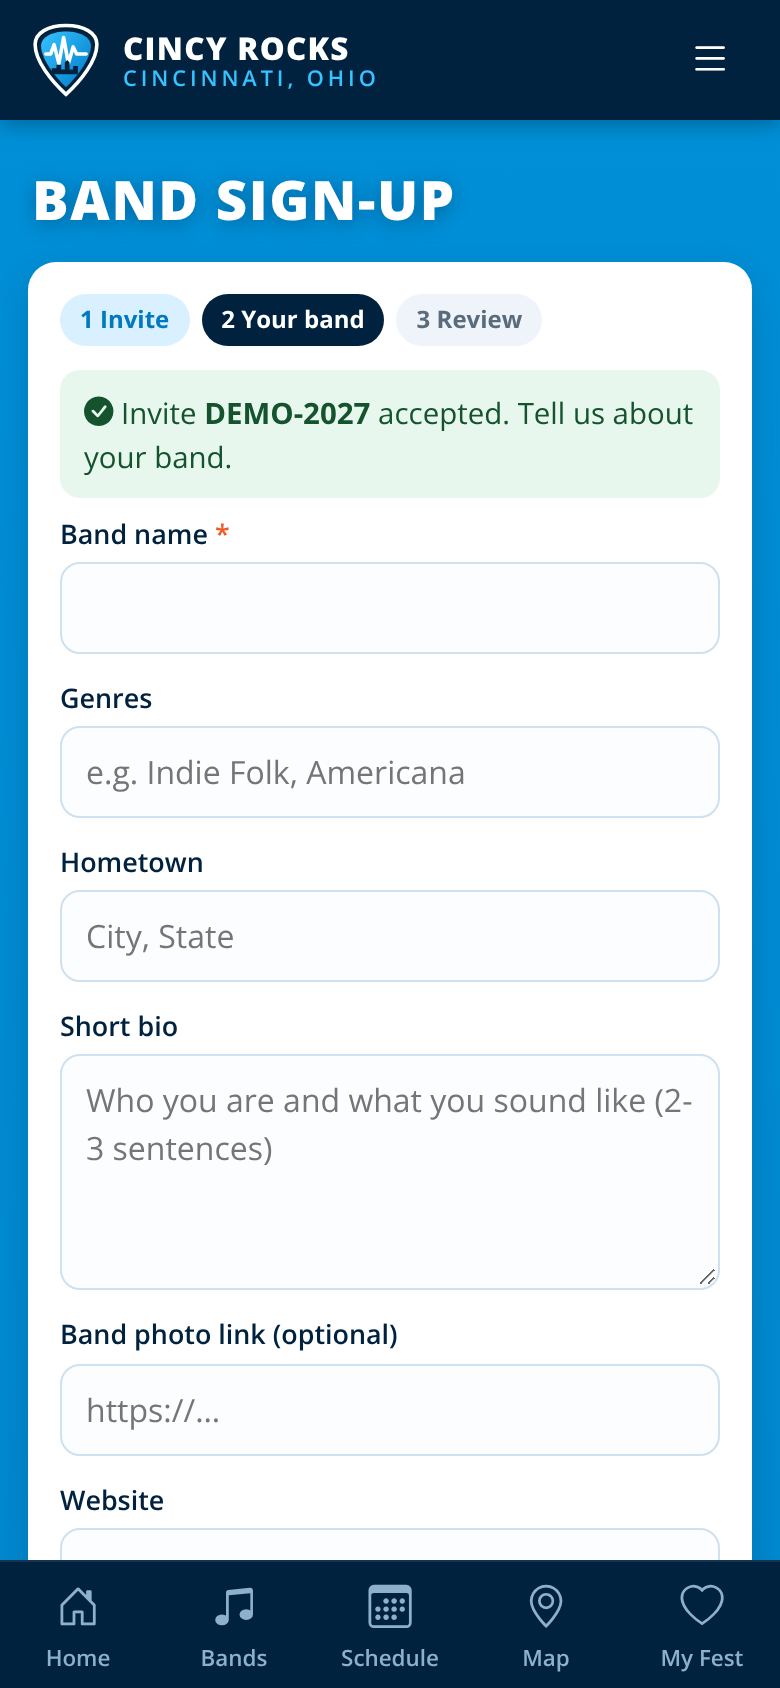 CINCY ROCKS
CINCINNATI, OHIO
BAND SIGN-UP
1 Invite 2 Your band 3 Review
Invite DEMO-2027 accepted. Tell us about
your band.
Band name *
Genres
e.g. Indie Folk, Americana
Hometown
City, State
Short bio
Who you are and what you sound like (2-
3 sentences)
Band photo link (optional)
https://...
Website
Home Bands Schedule Map My Fest